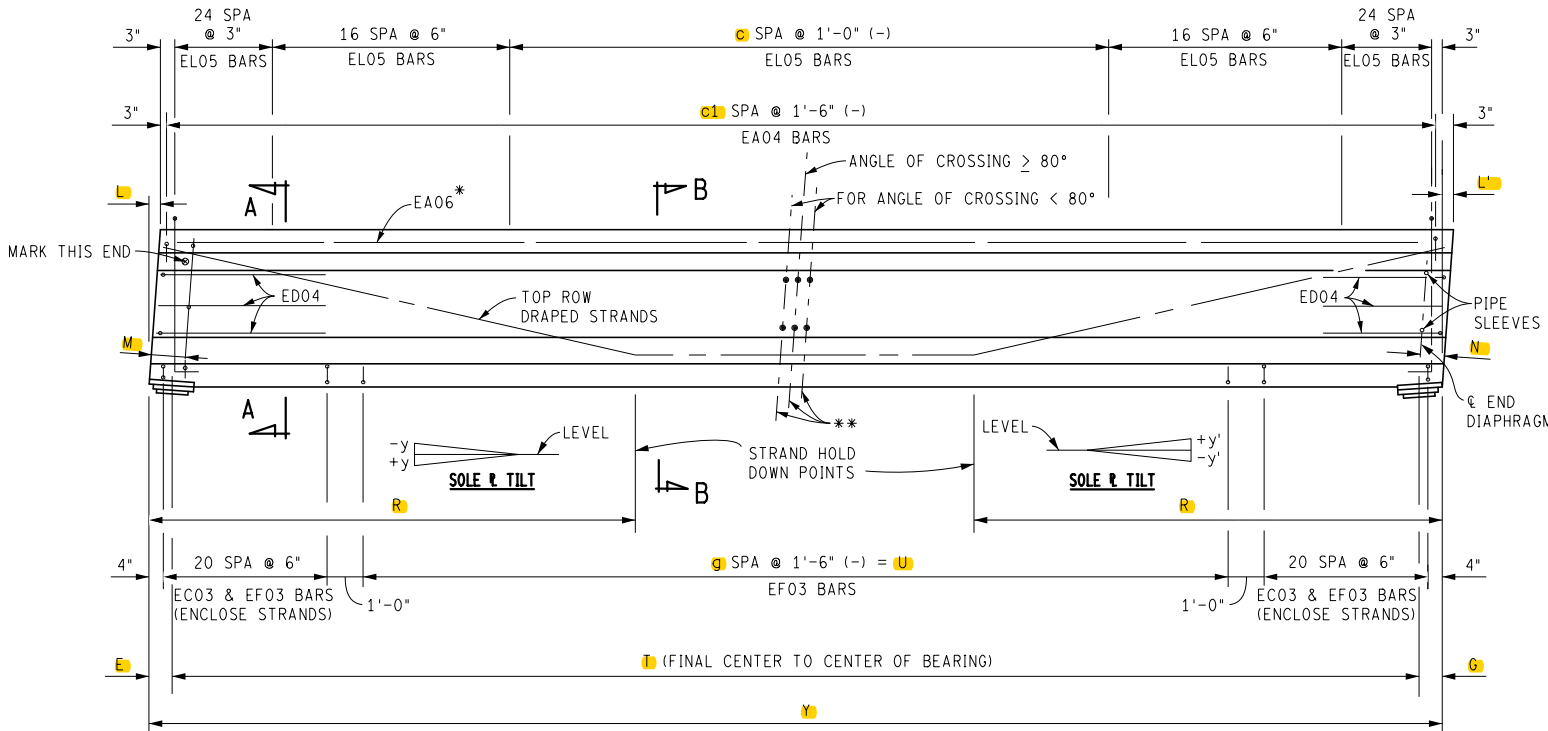 24 SPA
@ 3"
3"
16 SPA @ 6"
c SPA @ 1'-0" (-)
16 SPA @ 6"
24 SPA
@ 3"
3"
EL05 BARS
EL05 BARS
EL05 BARS
EL05 BARS
EL05 BARS
3"
c1 SPA @ 1'-6" (-)
3"
EA04 BARS
ANGLE OF CROSSING ≥ 80°
L
A
EA06*
B
FOR ANGLE OF CROSSING < 80°
L'
MARK THIS END
ED04
TOP ROW
DRAPED STRANDS
ED04
PIPE
SLEEVES
M
N
A
**
℄ END
DIAPHRAGM
-y
+y
LEVEL
SOLE ℞ TILT
STRAND HOLD
DOWN POINTS
B
LEVEL
+y'
-y'
SOLE ℞ TILT
R
R
4"
20 SPA @ 6"
g SPA @ 1'-6" (-) = U
20 SPA @ 6"
4"
EC03 & EF03 BARS
(ENCLOSE STRANDS)
1'-0"
EF03 BARS
1'-0"
EC03 & EF03 BARS
(ENCLOSE STRANDS)
E
T (FINAL CENTER TO CENTER OF BEARING)
G
Y